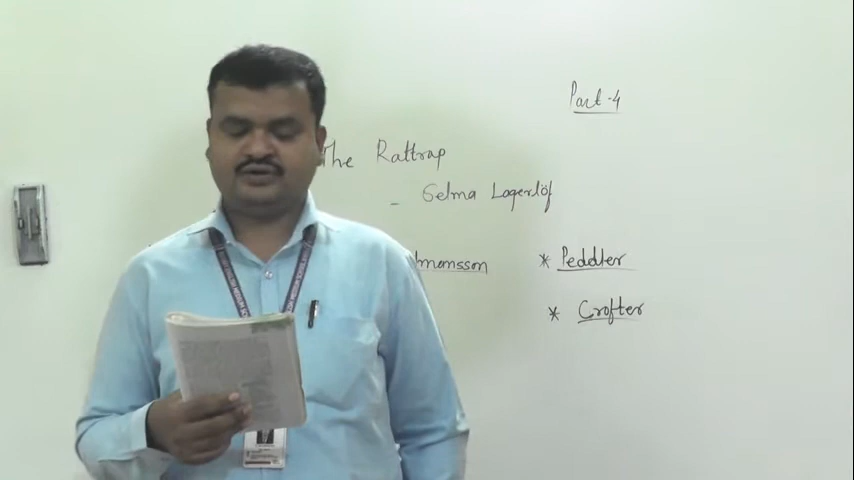 Part-4
The Rattrap
- Selma Lagerlöf
* Peddler
* Crofter